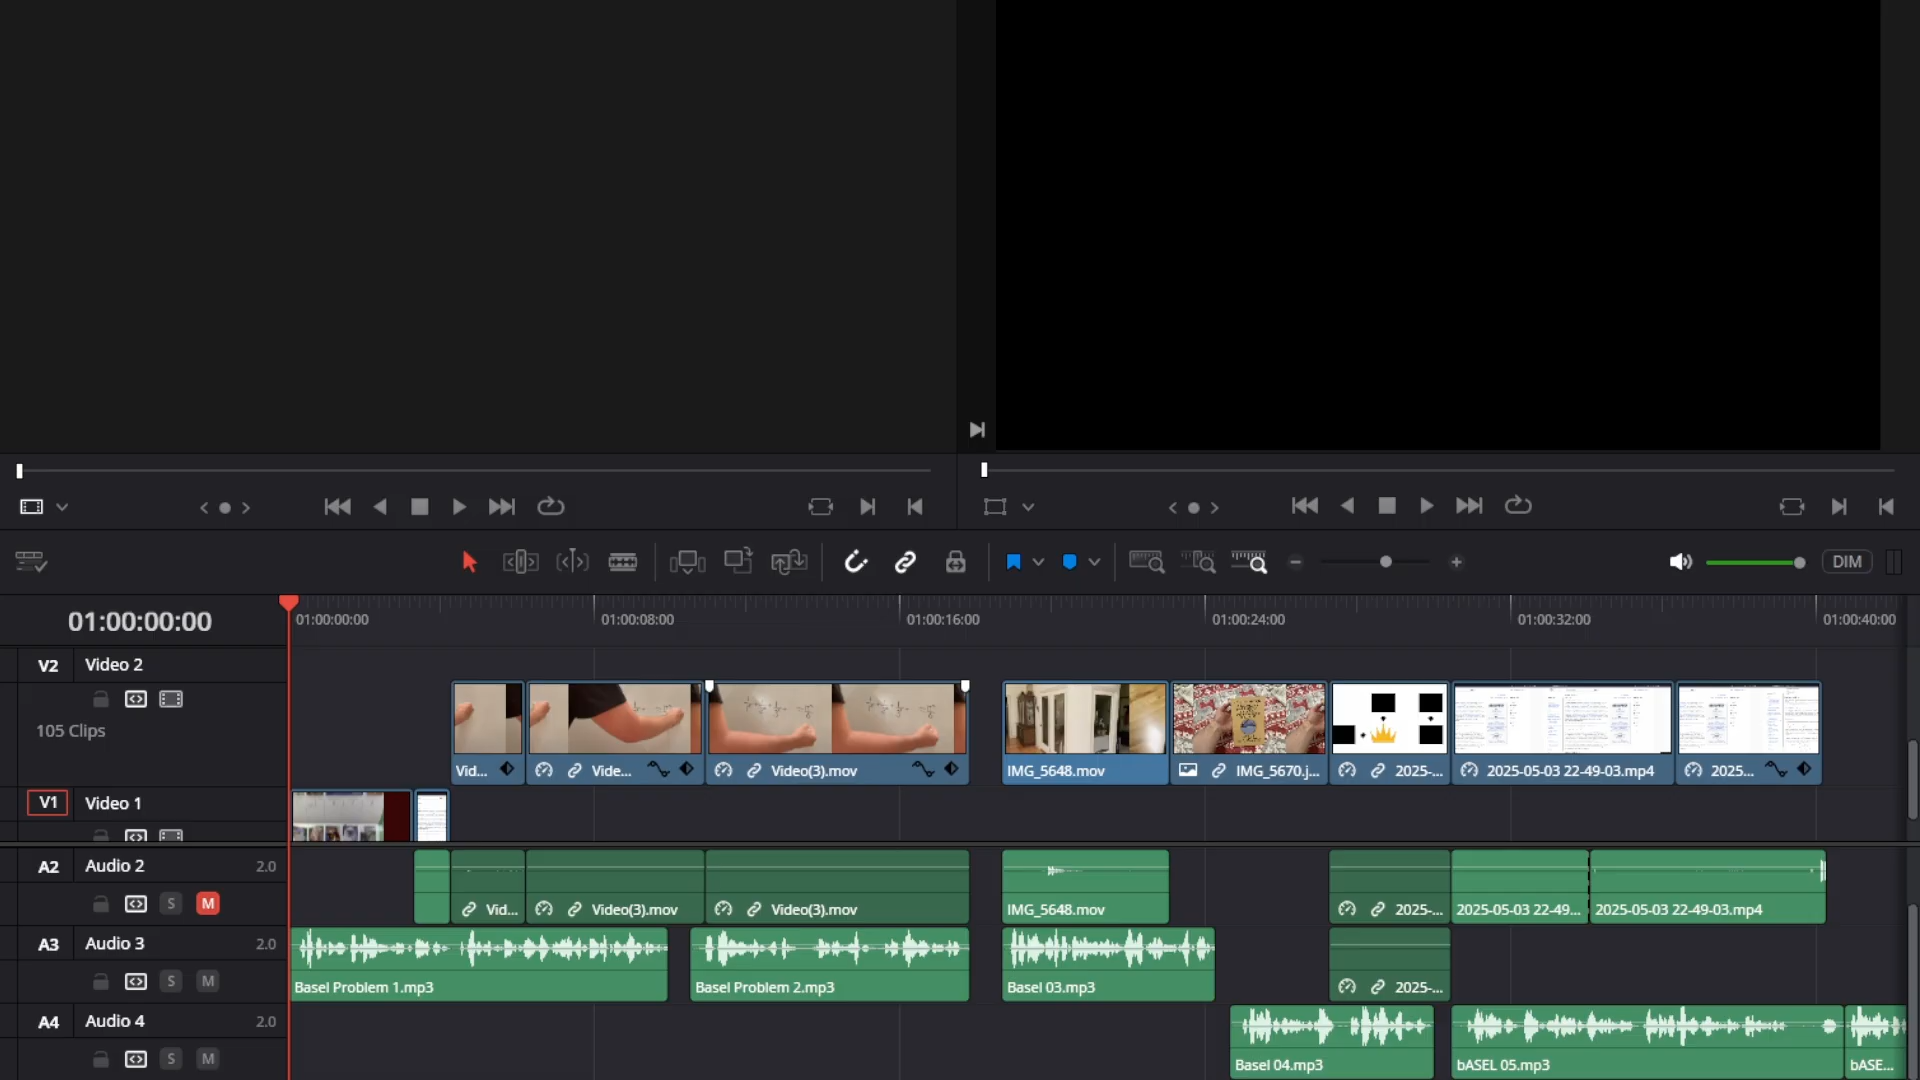 DIM
01:00:00:00
01:00:00:00
01:00:08:00
01:00:16:00
01:00:24:00
01:00:32:00
01:00:40:00
V2 Video 2
105 Clips
Vid...
Vide...
Video(3).mov
IMG_5648.mov
IMG_5670.j...
2025-...
2025-05-03 22-49-03.mp4
2025...
V1 Video 1
A2 Audio 2 2.0
S M
Vid...
Video(3).mov
Video(3).mov
IMG_5648.mov
2025-...
2025-05-03 22-49...
2025-05-03 22-49-03.mp4
A3 Audio 3 2.0
S M
Basel Problem 1.mp3
Basel Problem 2.mp3
Basel 03.mp3
2025-...
A4 Audio 4 2.0
S M
Basel 04.mp3
bASEL 05.mp3
bASE...